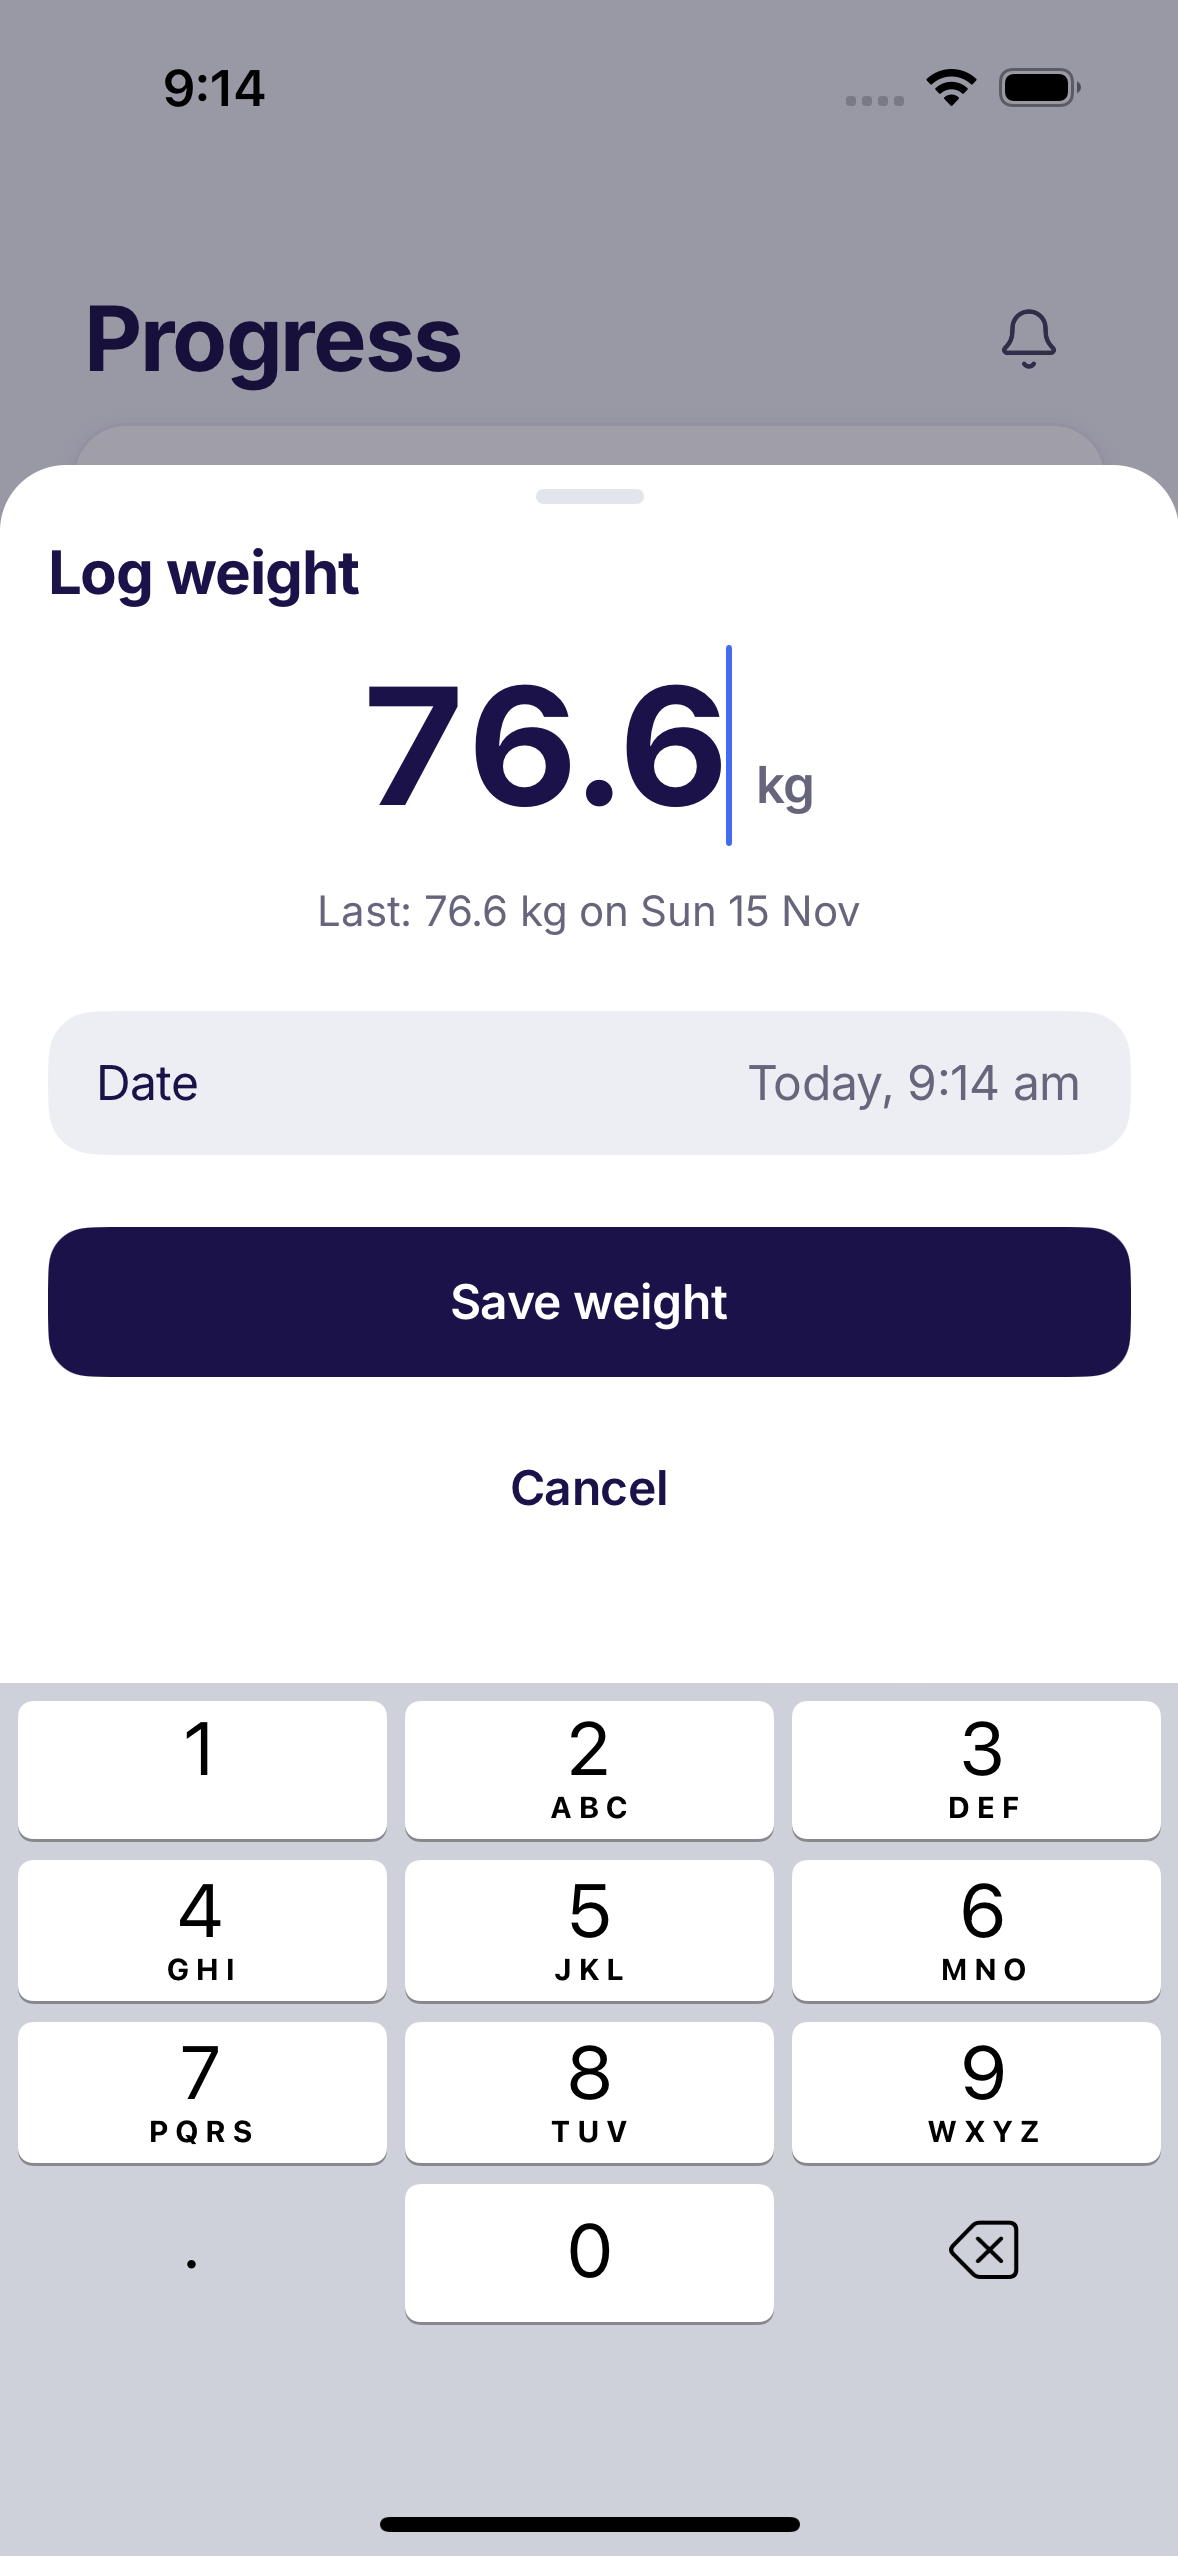 9:14
Progress
Log weight
76.6 kg
Last: 76.6 kg on Sun 15 Nov
Date Today, 9:14 am
Save weight
Cancel
1 2 3
ABC DEF
4 5 6
GHI JKL MNO
7 8 9
PQRS TUV WXYZ
. 0